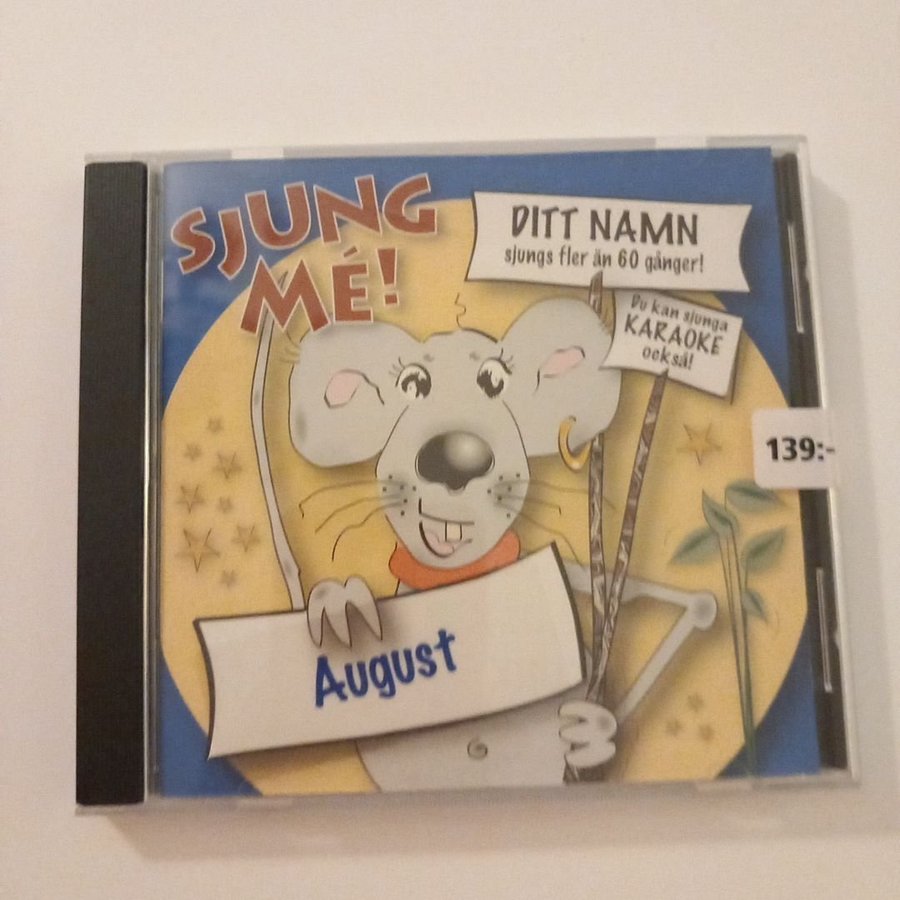 SJUNG
MÉ!
DITT NAMN
sjungs fler än 60 gånger!
Du kan sjunga
KARAOKE
också!
139:-
August